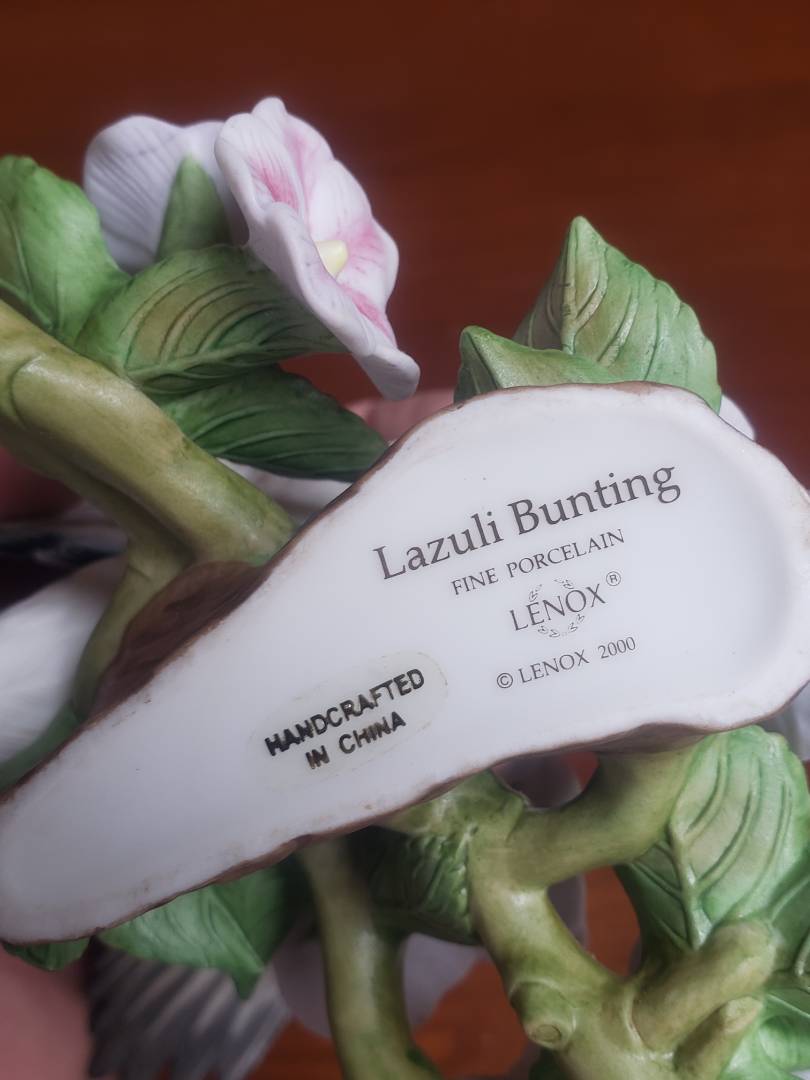 Lazuli Bunting
FINE PORCELAIN
LENOX®
© LENOX 2000
HANDCRAFTED
IN CHINA